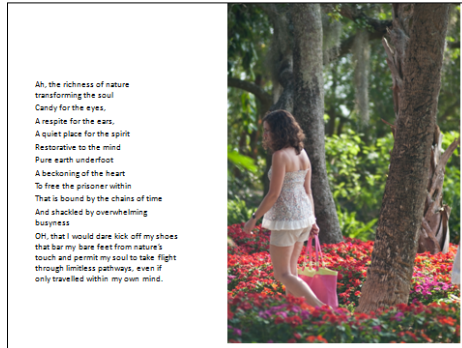 Ah, the richness of nature
transforming the soul
Candy for the eyes,
A respite for the ears,
A quiet place for the spirit
Restorative to the mind
Pure earth underfoot
A beckoning of the heart
To free the prisoner within
That is bound by the chains of time
And shackled by overwhelming
busyness
OH, that I would dare kick off my shoes
that bar my bare feet from nature's
touch and permit my soul to take flight
through limitless pathways, even if
only travelled within my own mind.